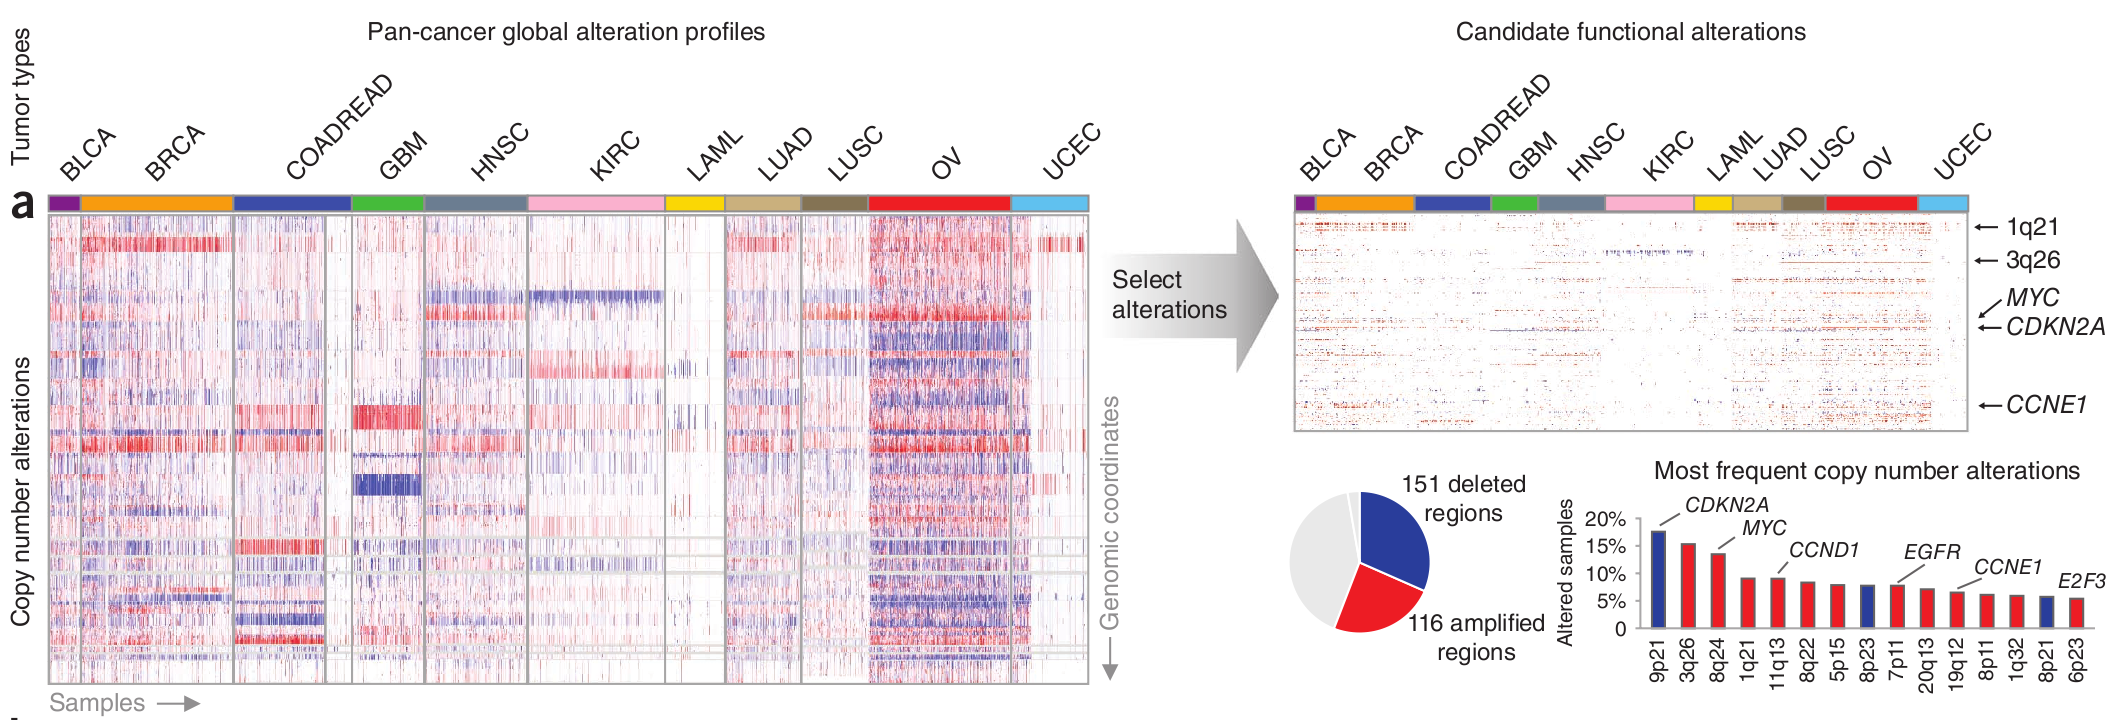 Pan-cancer global alteration profiles
Candidate functional alterations
Tumor types
BLCA
BRCA
COADREAD
GBM
HNSC
KIRC
LAML
LUAD
LUSC
OV
UCEC
BLCA
BRCA
COADREAD
GBM
HNSC
KIRC
LAML
LUAD
LUSC
OV
UCEC
a
Copy number alterations
Samples
Genomic coordinates
Select
alterations
1q21
3q26
MYC
CDKN2A
CCNE1
151 deleted
regions
116 amplified
regions
Most frequent copy number alterations
Altered samples
20%
15%
10%
5%
0
CDKN2A
MYC
CCND1
EGFR
CCNE1
E2F3
9p21
3q26
8q24
1q21
11q13
8q22
5p15
8p23
7p11
20q13
19q12
8p11
1q32
8p21
6p23